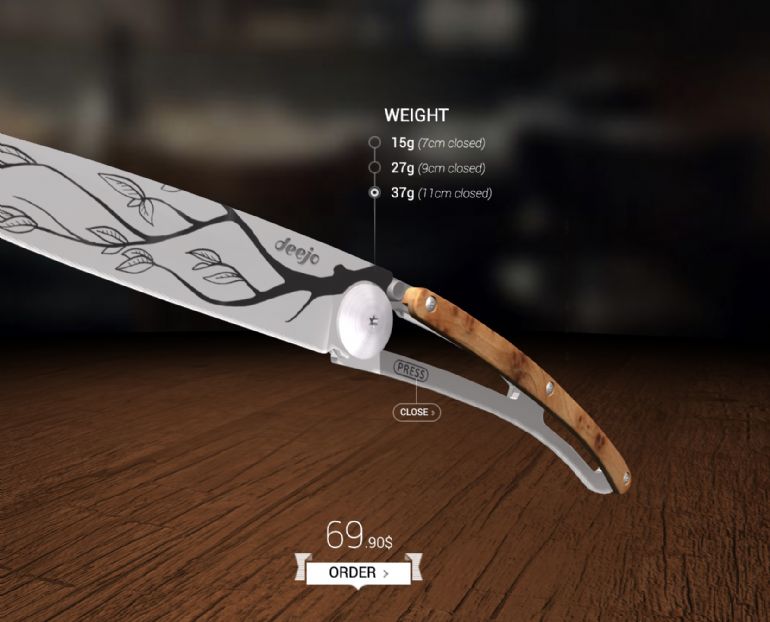 WEIGHT
15g (7cm closed)
27g (9cm closed)
37g (11cm closed)
deejo
PRESS
CLOSE ›
69.90$
ORDER ›